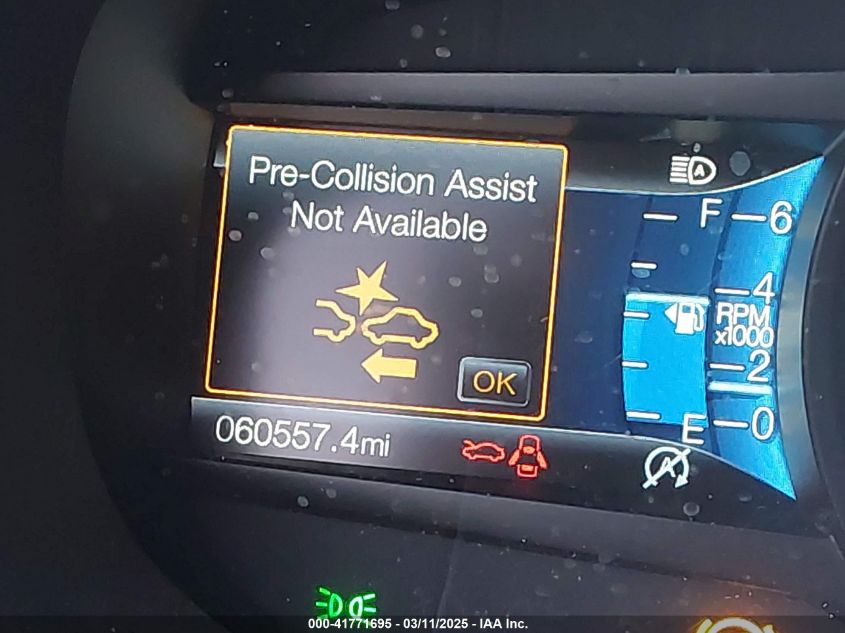 Pre-Collision Assist
Not Available
OK
060557.4mi
A
F
6
4
RPM
x1000
2
E
0
A
000-41771695 - 03/11/2025 - IAA Inc.